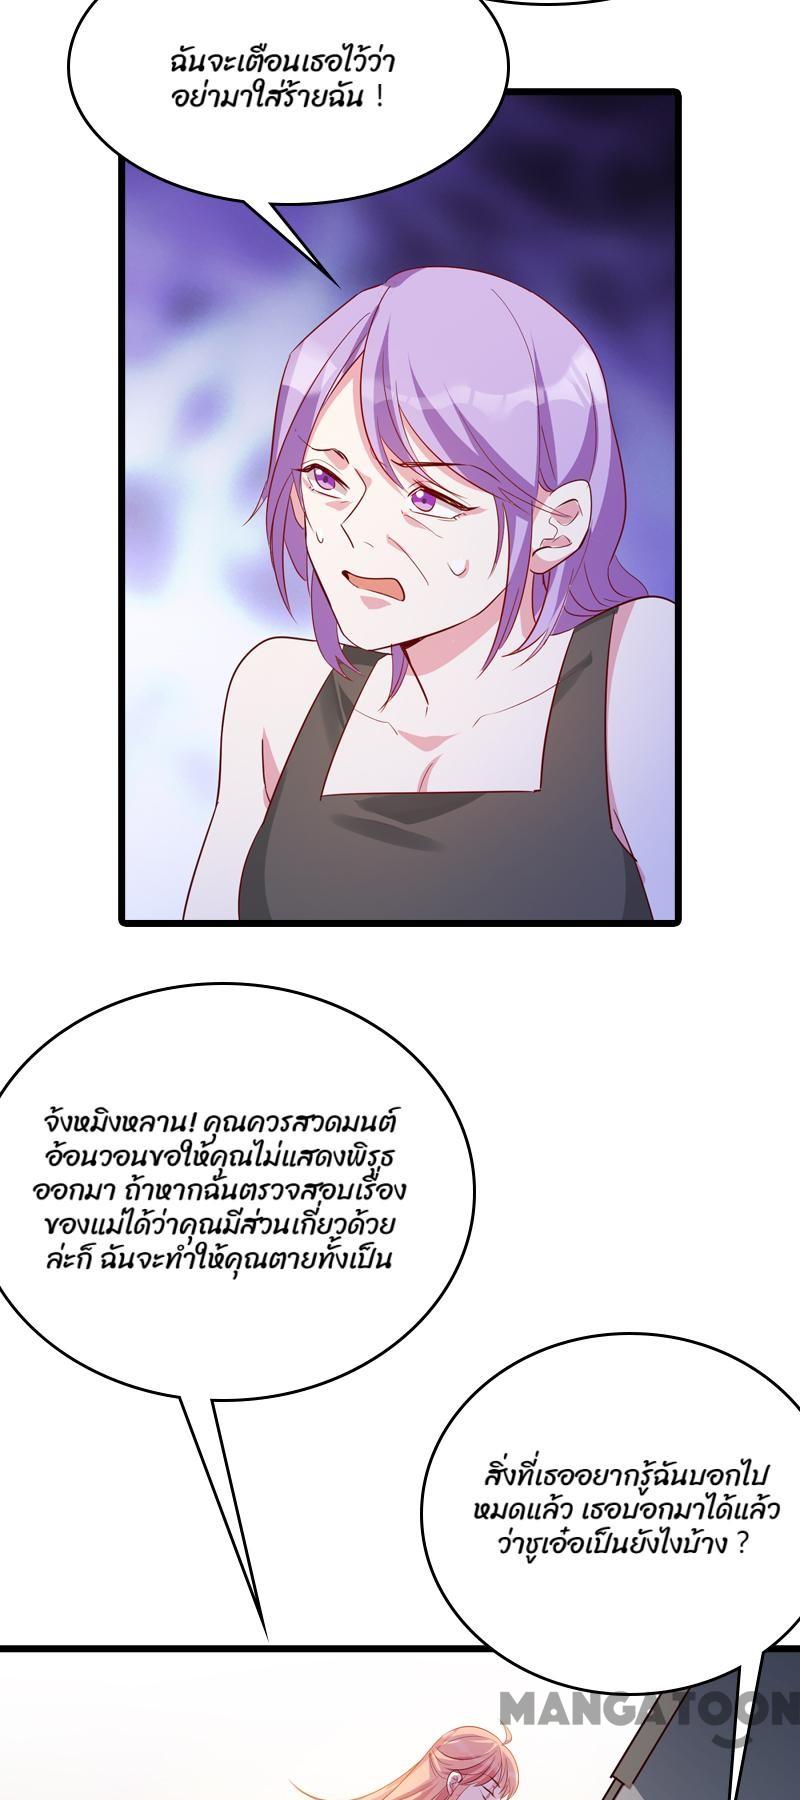 ฉันจะเตือนเธอไว้ว่า
อย่ามาใส่ร้ายฉัน !
จ้งหมิงหลาน! คุณควรสวดมนต์
อ้อนวอนขอให้คุณไม่แสดงพิรุธ
ออกมา ถ้าหากฉันตรวจสอบเรื่อง
ของแม่ได้ว่าคุณมีส่วนเกี่ยวด้วย
ล่ะก็ ฉันจะทำให้คุณตายทั้งเป็น
สิ่งที่เธออยากรู้ฉันบอกไป
หมดแล้ว เธอบอกมาได้แล้ว
ว่าชูเอ๋อเป็นยังไงบ้าง ?
MANGATOON